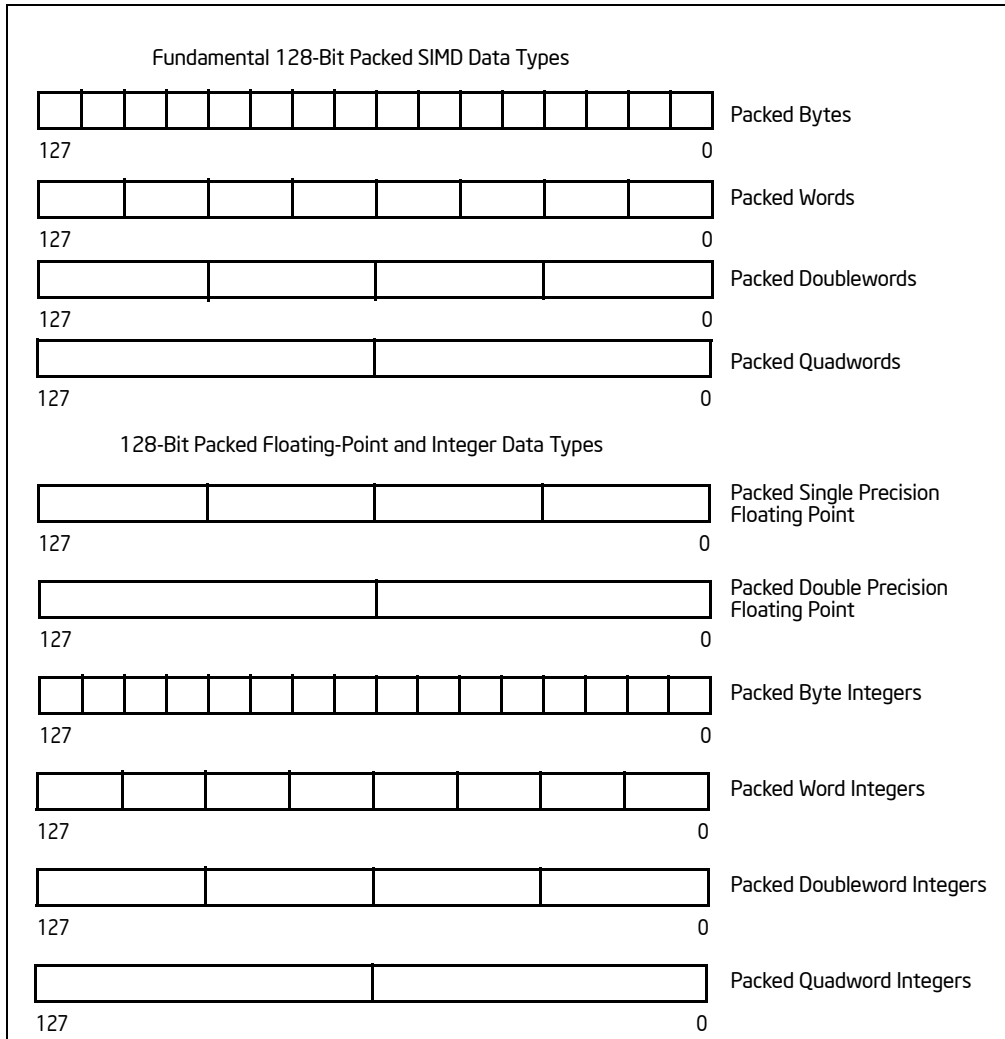 Fundamental 128-Bit Packed SIMD Data Types
Packed Bytes
127 0
Packed Words
127 0
Packed Doublewords
127 0
Packed Quadwords
127 0
128-Bit Packed Floating-Point and Integer Data Types
Packed Single Precision
Floating Point
127 0
Packed Double Precision
Floating Point
127 0
Packed Byte Integers
127 0
Packed Word Integers
127 0
Packed Doubleword Integers
127 0
Packed Quadword Integers
127 0